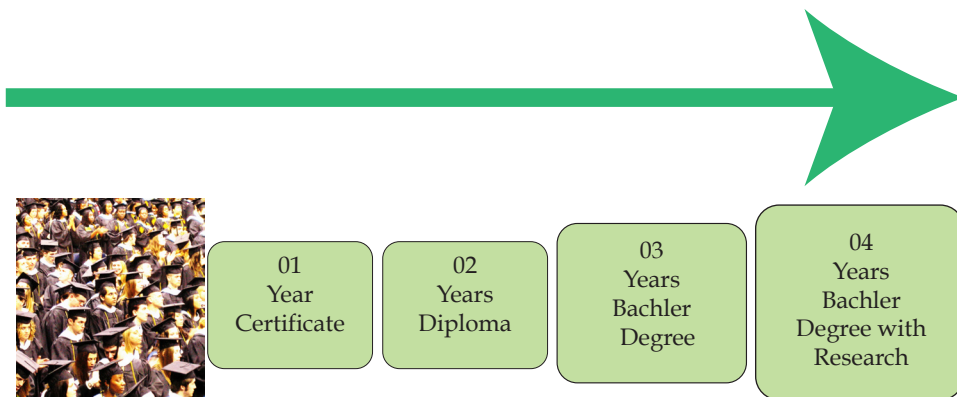 01
Year
Certificate
02
Years
Diploma
03
Years
Bachler
Degree
04
Years
Bachler
Degree with
Research